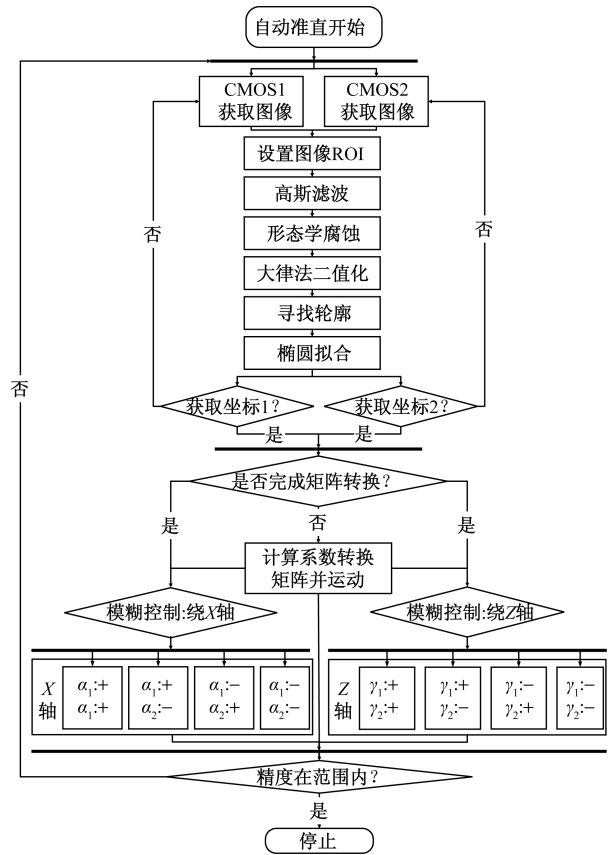 自动准直开始
CMOS1
获取图像
CMOS2
获取图像
设置图像ROI
高斯滤波
形态学腐蚀
大律法二值化
寻找轮廓
椭圆拟合
否
否
否
获取坐标1?
获取坐标2?
是
是
是否完成矩阵转换?
是
否
是
计算系数转换
矩阵并运动
模糊控制:绕X轴
模糊控制:绕Z轴
X
轴
α₁:+
α₁:+
α₁:+
α₂:−
α₁:−
α₂:+
α₁:−
α₂:−
Z
轴
γ₁:+
γ₂:+
γ₁:+
γ₂:−
γ₁:−
γ₂:+
γ₁:−
γ₂:−
精度在范围内?
是
停止